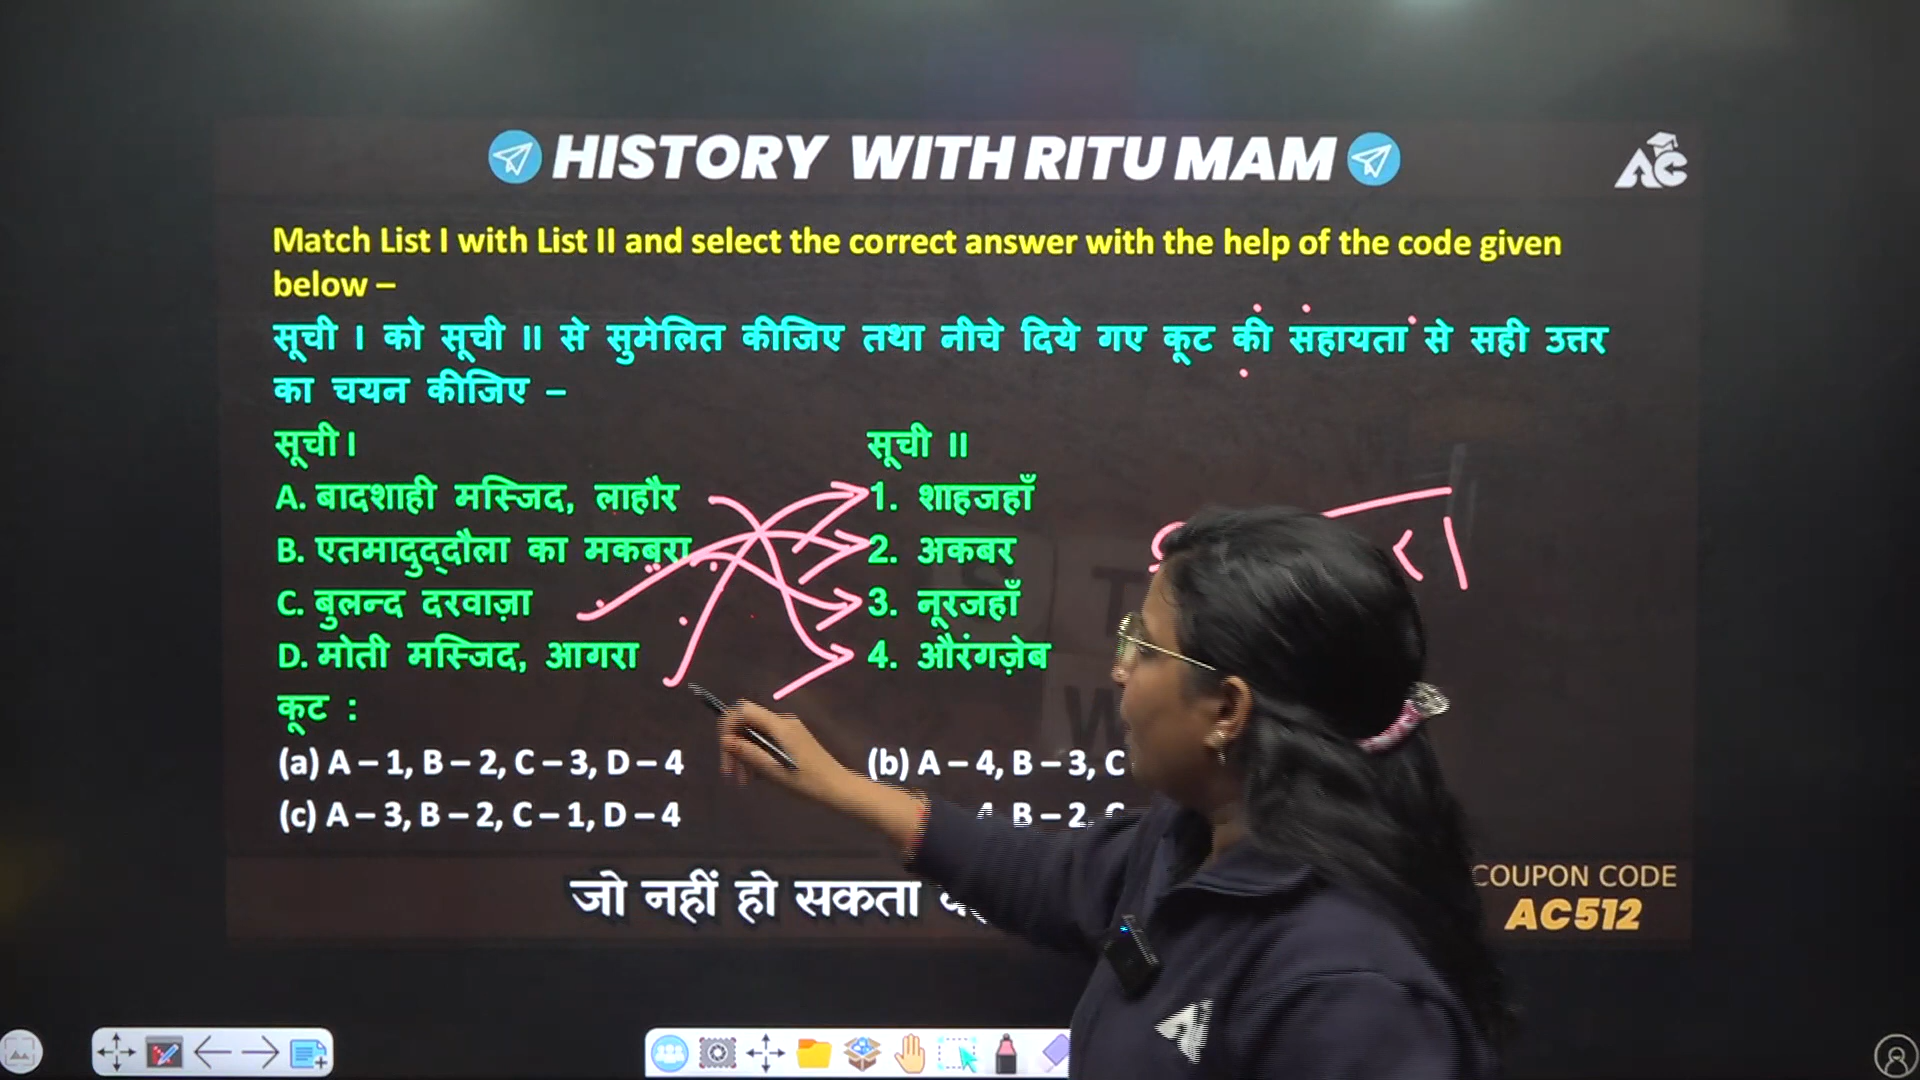 HISTORY WITH RITU MAM
AC
Match List I with List II and select the correct answer with the help of the code given
below –
सूची I को सूची II से सुमेलित कीजिए तथा नीचे दिये गए कूट की सहायता से सही उत्तर
का चयन कीजिए –
सूची I
सूची II
A. बादशाही मस्जिद, लाहौर
1. शाहजहाँ
B. एतमादुद्दौला का मकबरा
2. अकबर
C. बुलन्द दरवाज़ा
3. नूरजहाँ
D. मोती मस्जिद, आगरा
4. औरंगज़ेब
कूट :
(a) A – 1, B – 2, C – 3, D – 4
(b) A – 4, B – 3, C
(c) A – 3, B – 2, C – 1, D – 4
4, B – 2, C
जो नहीं हो सकता
COUPON CODE
AC512